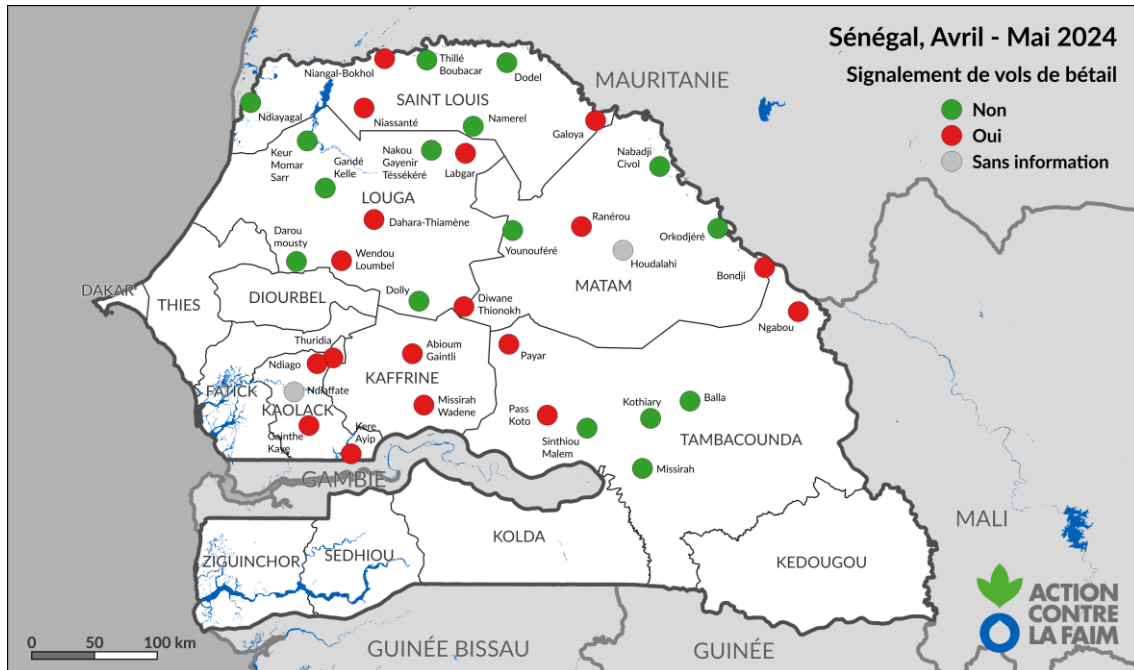 Sénégal, Avril - Mai 2024
Signalement de vols de bétail
Non
Oui
Sans information
MAURITANIE
Niangal-Bokhol
Thillé
Boubacar
Dodel
SAINT LOUIS
Ndiayagal
Niassanté
Namerel
Galoya
Keur
Momar
Sarr
Gandé
Kelle
Nakou
Gayenir
Téssékéré
Labgar
Nabadji
Civol
LOUGA
Dahara-Thiamène
Ranérou
Orkodjéré
Darou
mousty
Wendou
Loumbel
Younouféré
Houdalahi
Bondji
MATAM
DAKAR
THIES
DIOURBEL
Dolly
Diwane
Thionokh
Ngabou
Thuridia
Ndiago
Abioum
Gaintli
Payar
KAFFRINE
FATICK
Ndiaffate
KAOLACK
Missirah
Wadene
Pass
Koto
Kothiary
Balla
Gainthe
Kaye
Kere
Ayip
Sinthiou
Malem
TAMBACOUNDA
Missirah
GAMBIE
MALI
KOLDA
ZIGUINCHOR
SEDHIOU
KEDOUGOU
GUINÉE BISSAU
GUINÉE
0 50 100 km
ACTION
CONTRE
LA FAIM